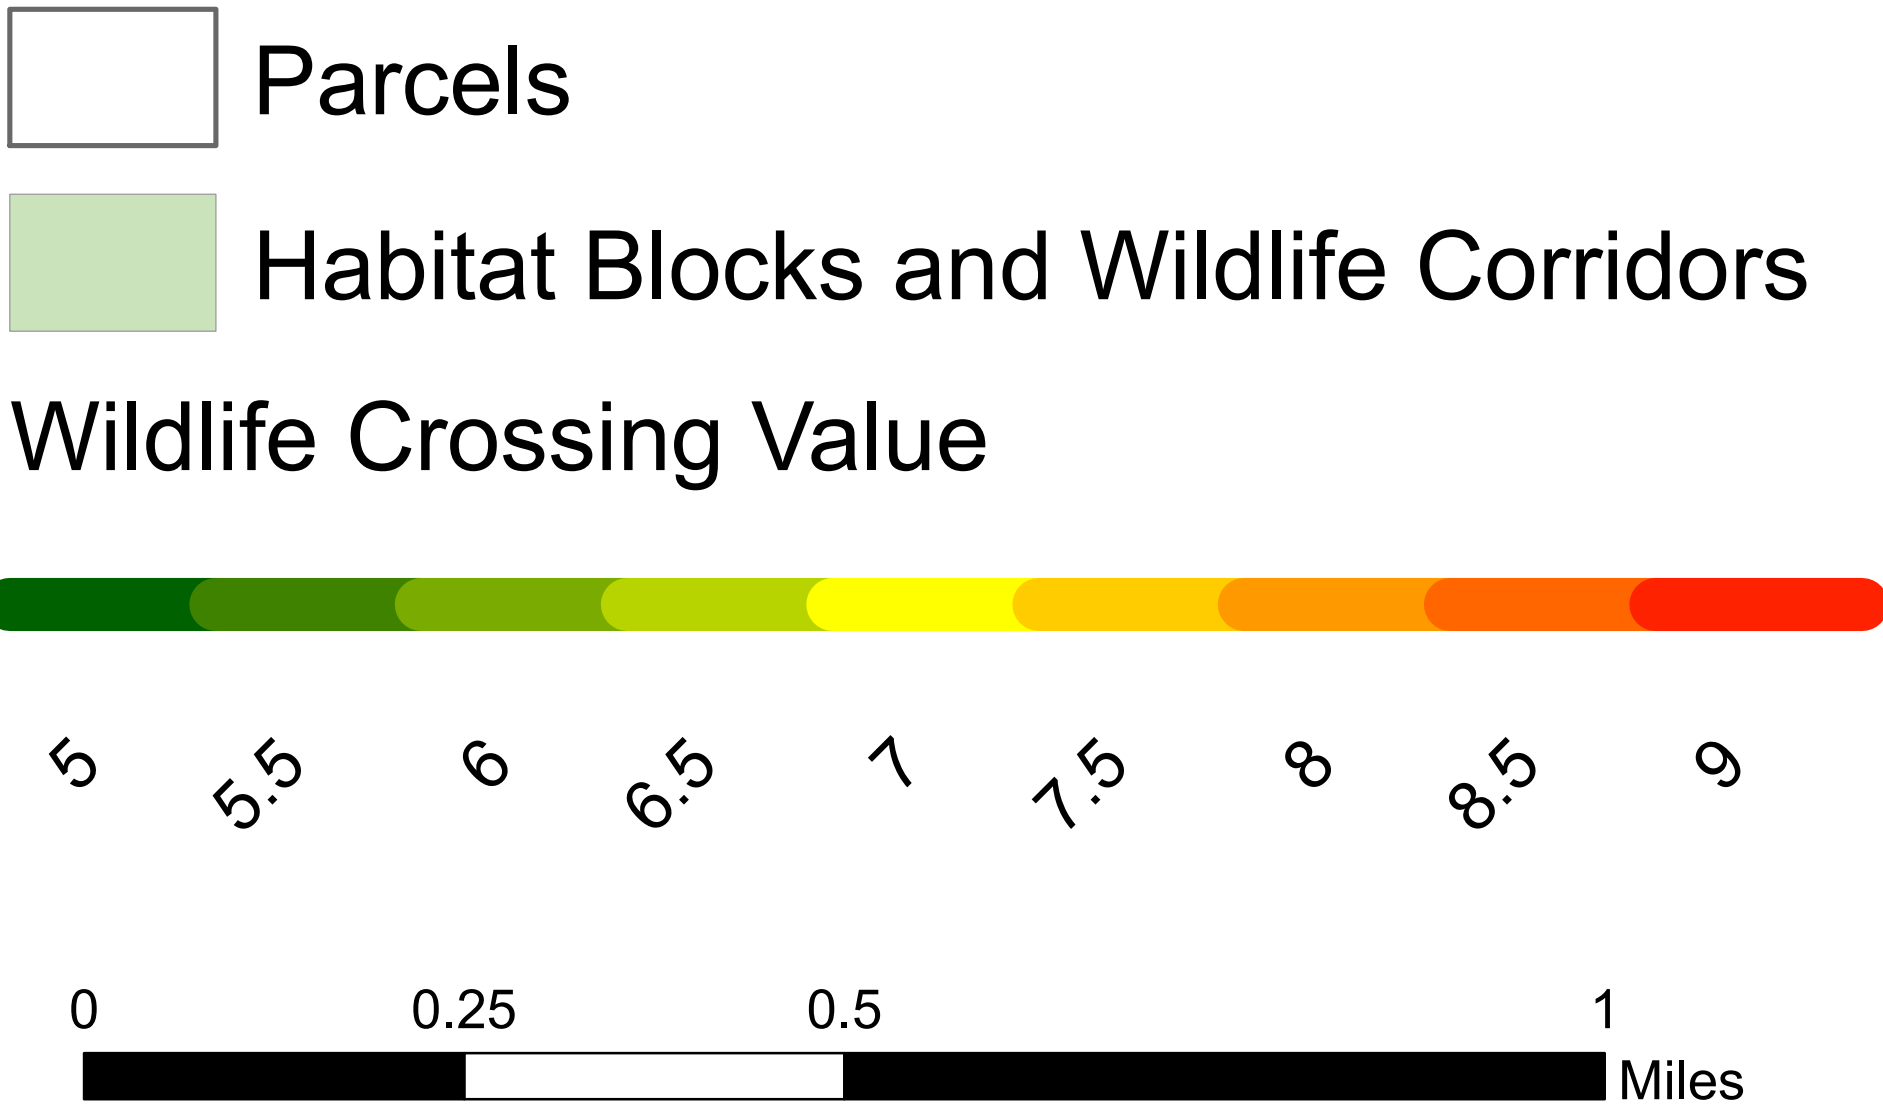 Parcels
Habitat Blocks and Wildlife Corridors
Wildlife Crossing Value
5 5.5 6 6.5 7 7.5 8 8.5 9
0 0.25 0.5 1
Miles